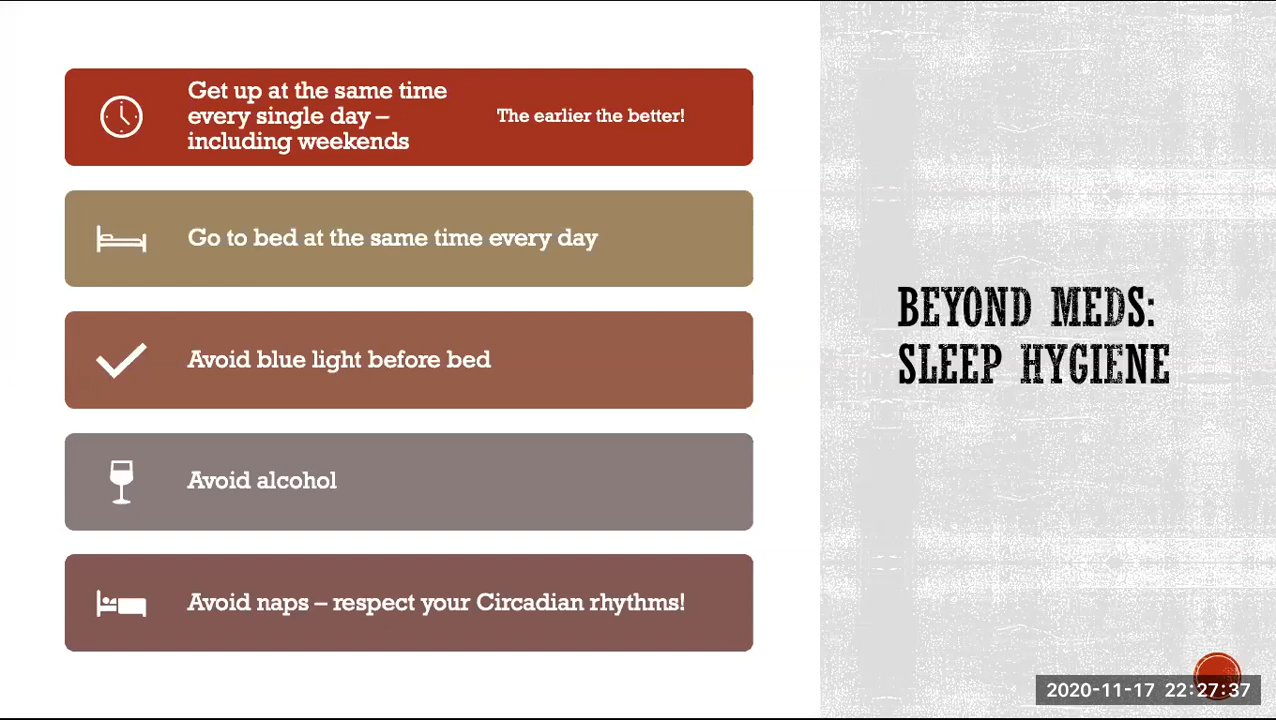 Get up at the same time
every single day –
including weekends
The earlier the better!
Go to bed at the same time every day
Avoid blue light before bed
Avoid alcohol
Avoid naps – respect your Circadian rhythms!
BEYOND MEDS:
SLEEP HYGIENE
2020-11-17 22:27:37